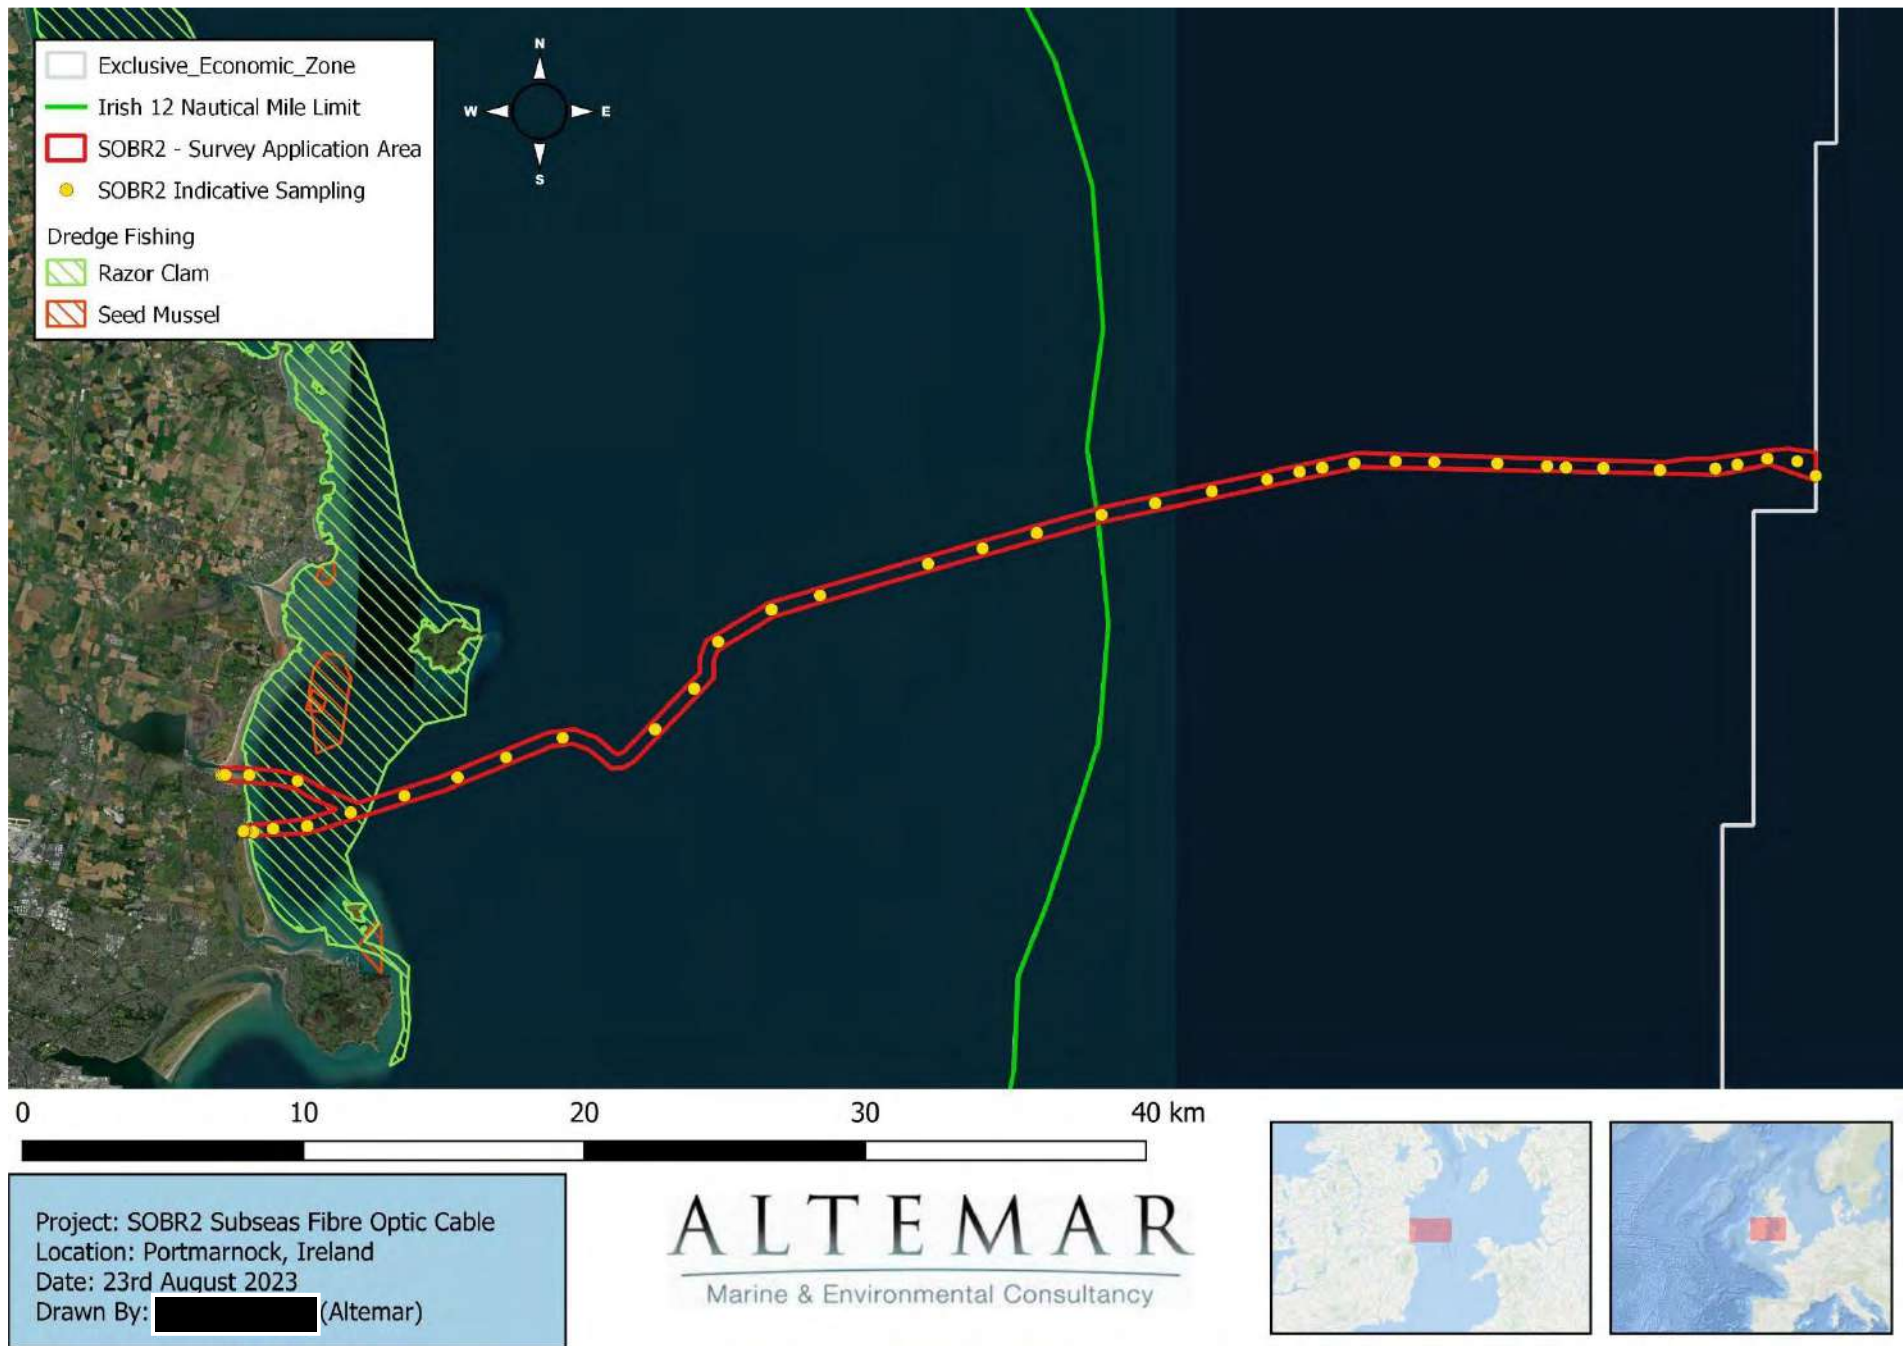 Exclusive_Economic_Zone
Irish 12 Nautical Mile Limit
SOBR2 - Survey Application Area
SOBR2 Indicative Sampling
Dredge Fishing
Razor Clam
Seed Mussel
N
W E
S
0 10 20 30 40 km
Project: SOBR2 Subseas Fibre Optic Cable
Location: Portmarnock, Ireland
Date: 23rd August 2023
Drawn By: (Altemar)
ALTEMAR
Marine & Environmental Consultancy